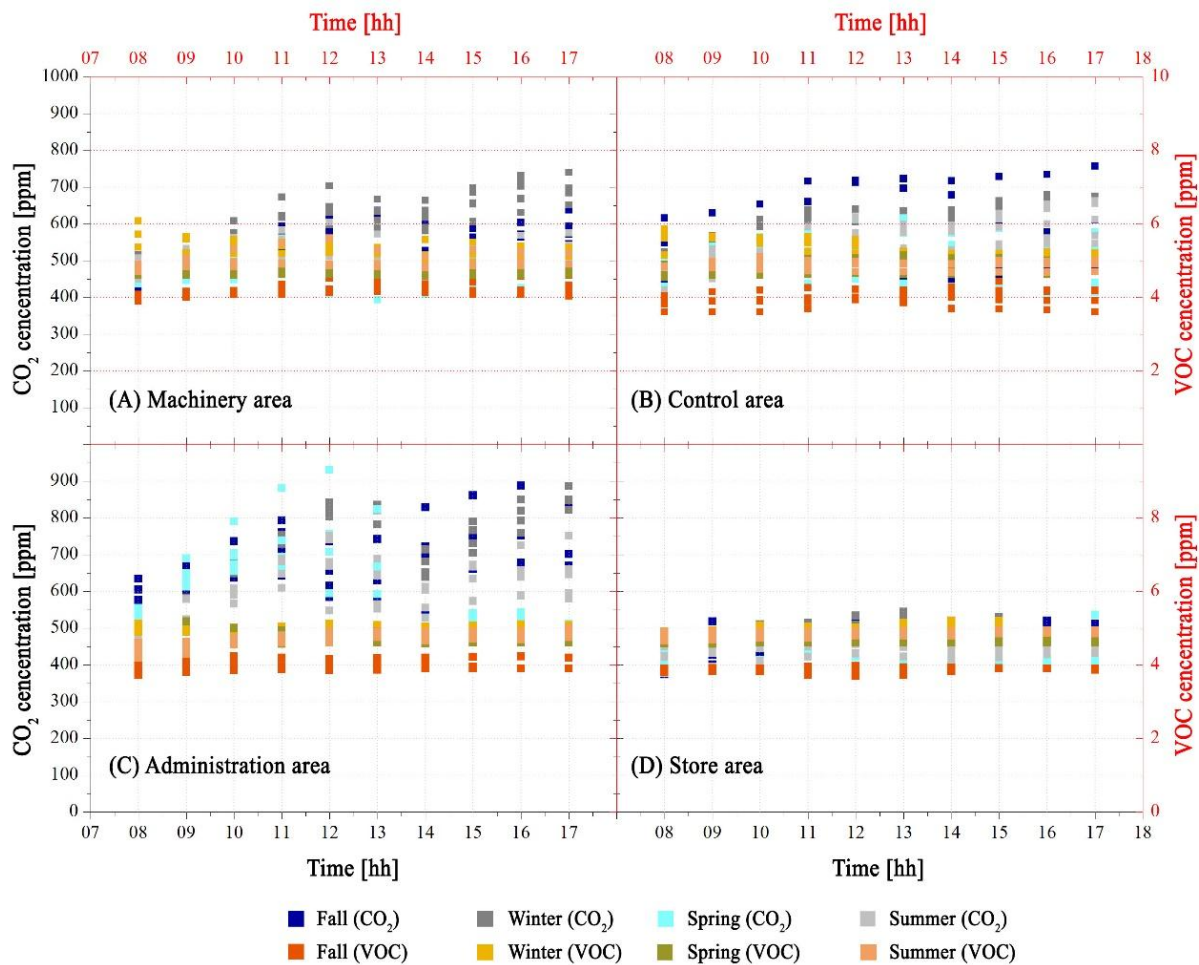 Time [hh]
Time [hh]
07 08 09 10 11 12 13 14 15 16 17 08 09 10 11 12 13 14 15 16 17 18
1000
900
800
700
600
500
400
300
200
100
10
8
6
4
2
CO₂ cencentration [ppm]
VOC cencentration [ppm]
(A) Machinery area
(B) Control area
900
800
700
600
500
400
300
200
100
0
8
6
4
2
0
CO₂ cencentration [ppm]
VOC cencentration [ppm]
(C) Administration area
(D) Store area
07 08 09 10 11 12 13 14 15 16 17 08 09 10 11 12 13 14 15 16 17 18
Time [hh]
Time [hh]
Fall (CO₂) Winter (CO₂) Spring (CO₂) Summer (CO₂)
Fall (VOC) Winter (VOC) Spring (VOC) Summer (VOC)